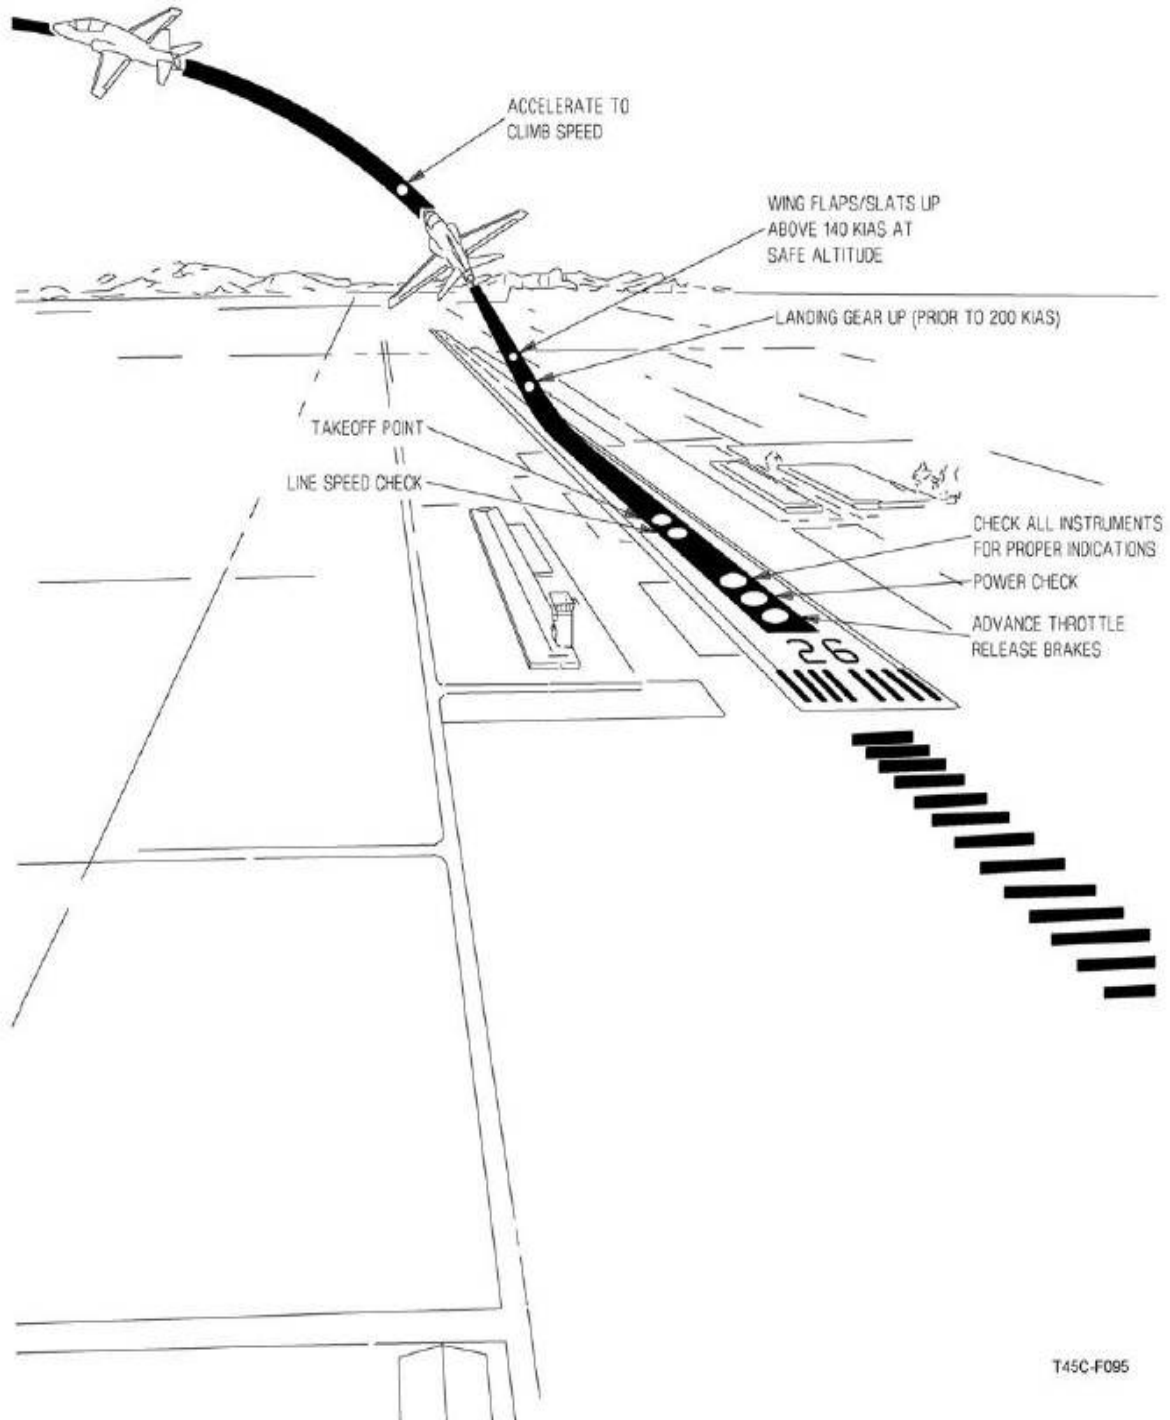 ACCELERATE TO
CLIMB SPEED
WING FLAPS/SLATS UP
ABOVE 140 KIAS AT
SAFE ALTITUDE
LANDING GEAR UP (PRIOR TO 200 KIAS)
TAKEOFF POINT
LINE SPEED CHECK
CHECK ALL INSTRUMENTS
FOR PROPER INDICATIONS
POWER CHECK
ADVANCE THROTTLE
RELEASE BRAKES
26
T45C-F095